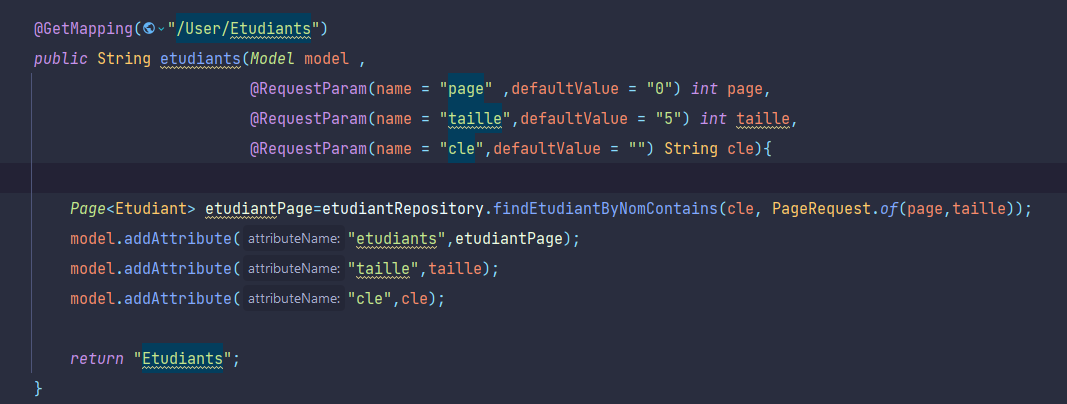 @GetMapping("/User/Etudiants")
public String etudiants(Model model ,
@RequestParam(name = "page" ,defaultValue = "0") int page,
@RequestParam(name = "taille",defaultValue = "5") int taille,
@RequestParam(name = "cle",defaultValue = "") String cle){
Page<Etudiant> etudiantPage=etudiantRepository.findEtudiantByNomContains(cle, PageRequest.of(page,taille));
model.addAttribute( attributeName: "etudiants",etudiantPage);
model.addAttribute( attributeName: "taille",taille);
model.addAttribute( attributeName: "cle",cle);
return "Etudiants";
}